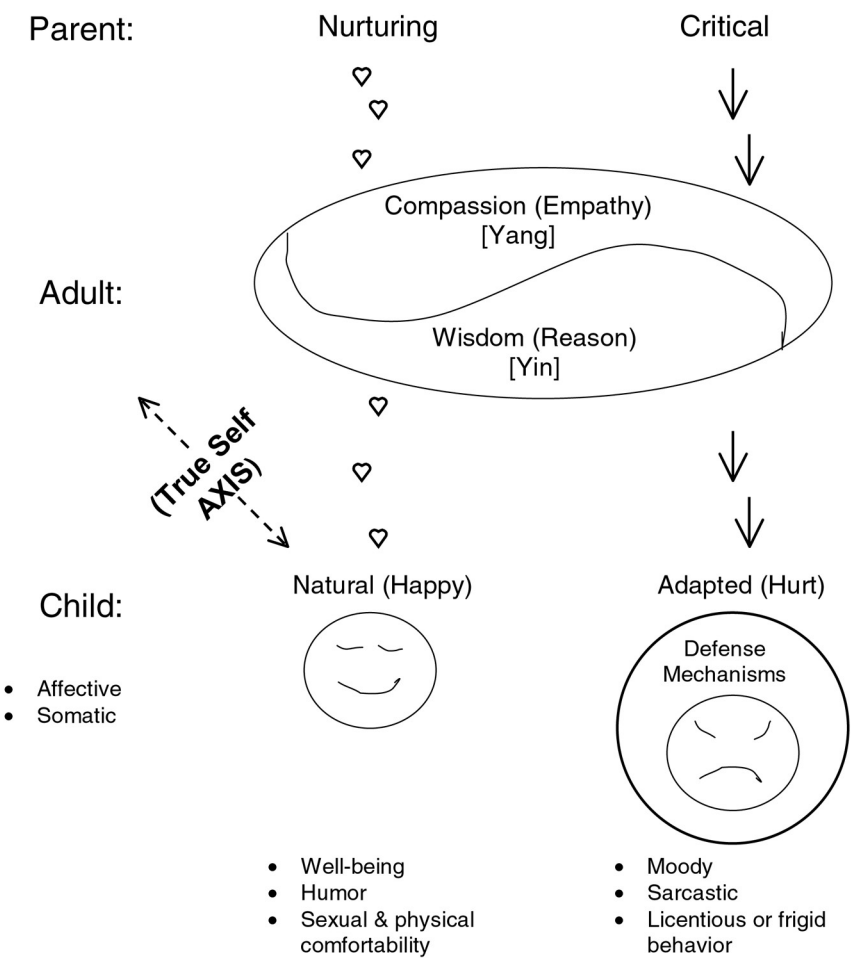 Parent:
Nurturing
Critical
Compassion (Empathy)
[Yang]
Adult:
Wisdom (Reason)
[Yin]
(True Self
AXIS)
Natural (Happy)
Adapted (Hurt)
Child:
Defense
Mechanisms
• Affective
• Somatic
• Well-being
• Humor
• Sexual & physical
comfortability
• Moody
• Sarcastic
• Licentious or frigid
behavior